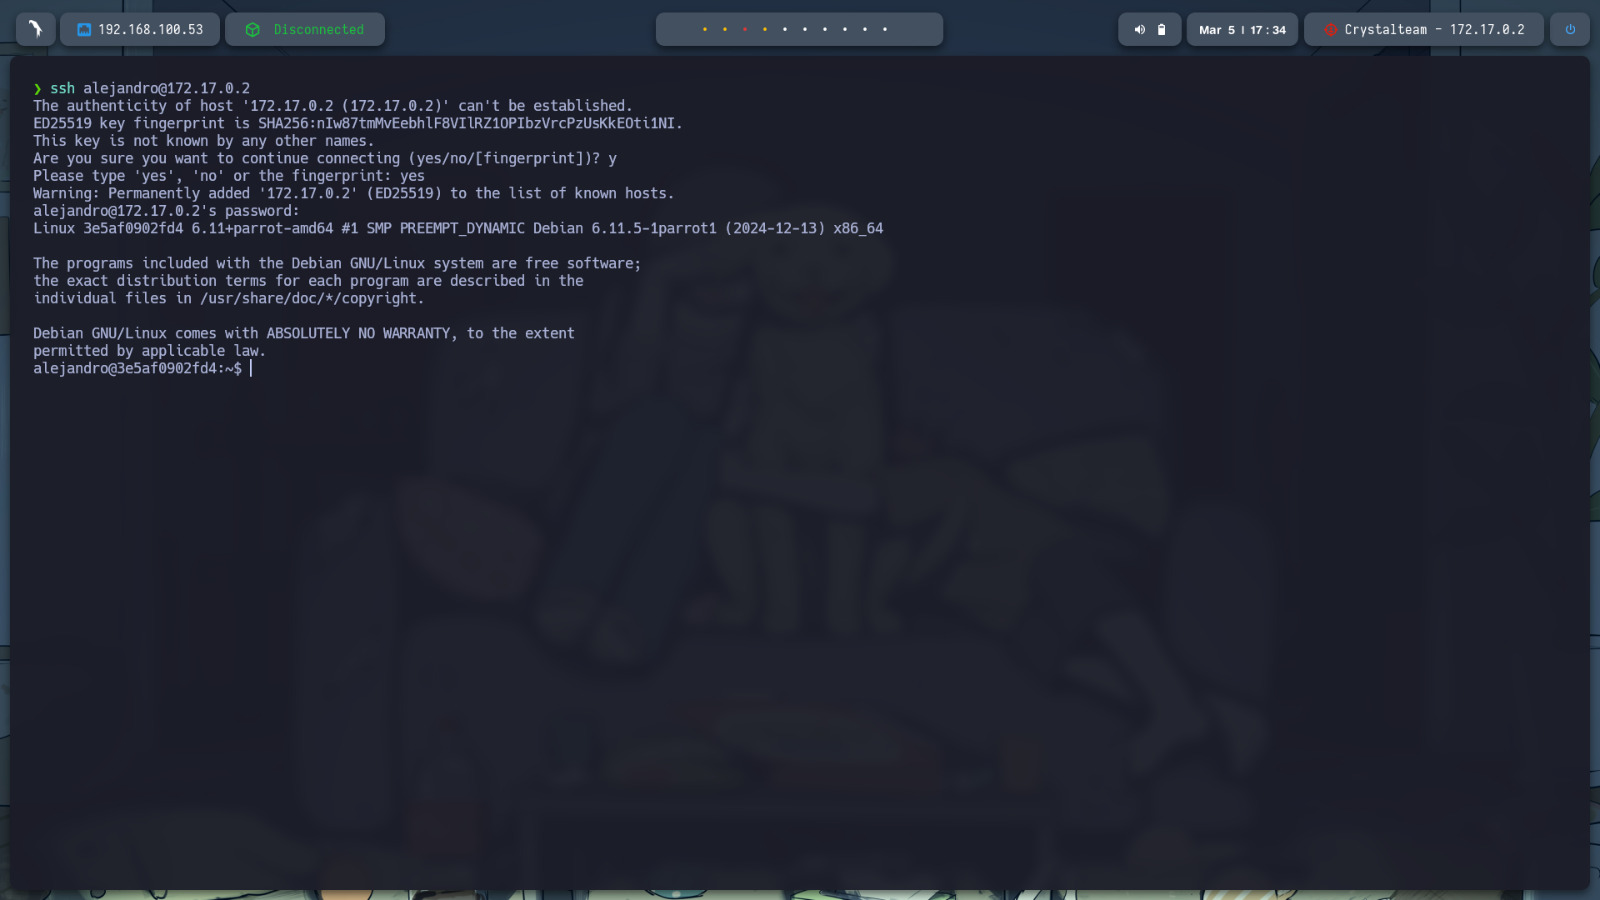 192.168.100.53
Disconnected
Mar 5 | 17:34
Crystalteam - 172.17.0.2
❯ ssh alejandro@172.17.0.2
The authenticity of host '172.17.0.2 (172.17.0.2)' can't be established.
ED25519 key fingerprint is SHA256:nIw87tmMvEebhlF8VIlRZ1OPIbzVrcPzUsKkEOti1NI.
This key is not known by any other names.
Are you sure you want to continue connecting (yes/no/[fingerprint])? y
Please type 'yes', 'no' or the fingerprint: yes
Warning: Permanently added '172.17.0.2' (ED25519) to the list of known hosts.
alejandro@172.17.0.2's password:
Linux 3e5af0902fd4 6.11+parrot-amd64 #1 SMP PREEMPT_DYNAMIC Debian 6.11.5-1parrot1 (2024-12-13) x86_64
The programs included with the Debian GNU/Linux system are free software;
the exact distribution terms for each program are described in the
individual files in /usr/share/doc/*/copyright.
Debian GNU/Linux comes with ABSOLUTELY NO WARRANTY, to the extent
permitted by applicable law.
alejandro@3e5af0902fd4:~$